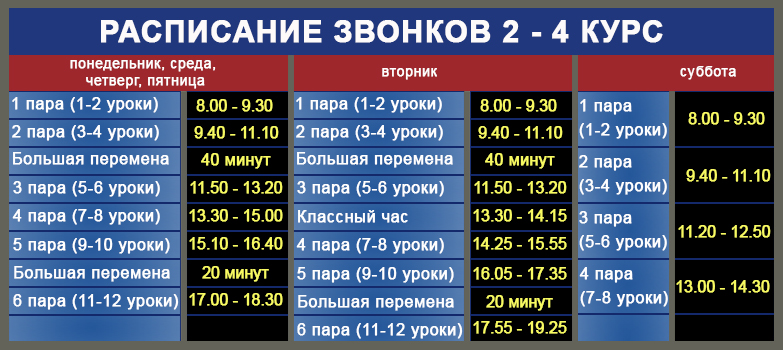 РАСПИСАНИЕ ЗВОНКОВ 2 - 4 КУРС
понедельник, среда,
четверг, пятница
1 пара (1-2 уроки) 8.00 - 9.30
2 пара (3-4 уроки) 9.40 - 11.10
Большая перемена 40 минут
3 пара (5-6 уроки) 11.50 - 13.20
4 пара (7-8 уроки) 13.30 - 15.00
5 пара (9-10 уроки) 15.10 - 16.40
Большая перемена 20 минут
6 пара (11-12 уроки) 17.00 - 18.30
вторник
1 пара (1-2 уроки) 8.00 - 9.30
2 пара (3-4 уроки) 9.40 - 11.10
Большая перемена 40 минут
3 пара (5-6 уроки) 11.50 - 13.20
Классный час 13.30 - 14.15
4 пара (7-8 уроки) 14.25 - 15.55
5 пара (9-10 уроки) 16.05 - 17.35
Большая перемена 20 минут
6 пара (11-12 уроки) 17.55 - 19.25
суббота
1 пара
(1-2 уроки) 8.00 - 9.30
2 пара
(3-4 уроки) 9.40 - 11.10
3 пара
(5-6 уроки) 11.20 - 12.50
4 пара
(7-8 уроки) 13.00 - 14.30